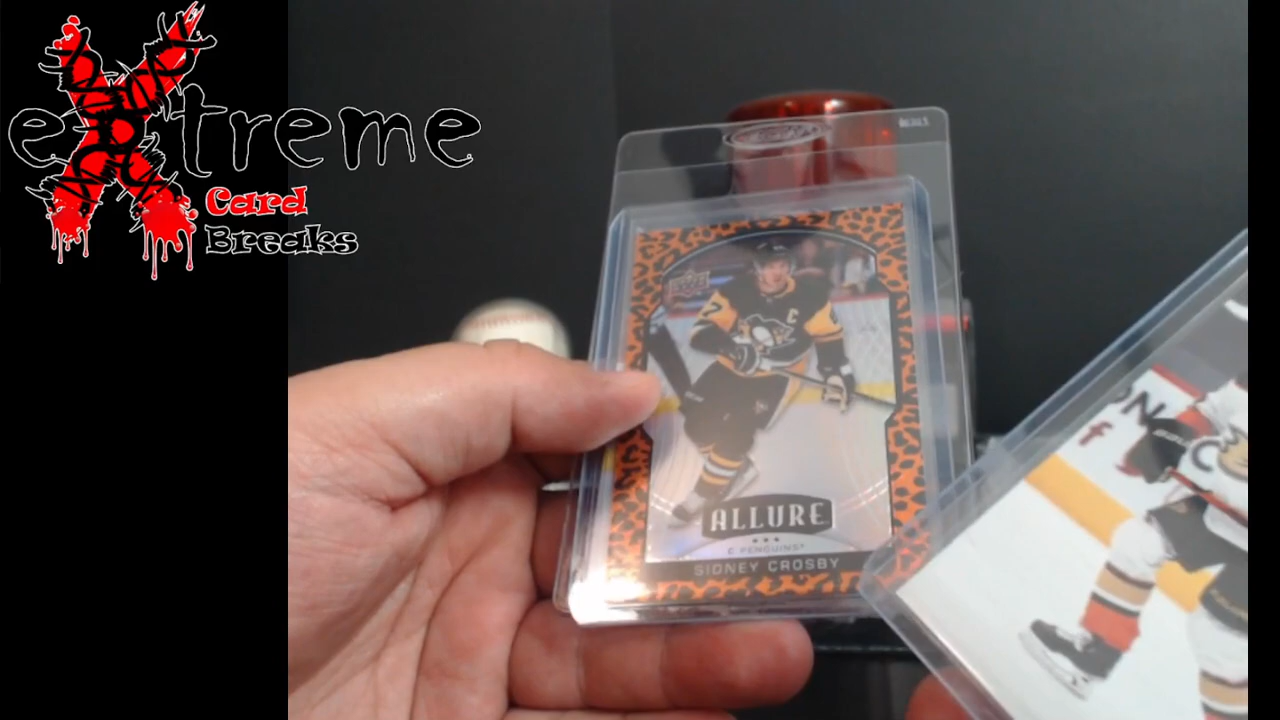 eXtreme
Card
Breaks
ALLURE
C PENGUINS
SIDNEY CROSBY